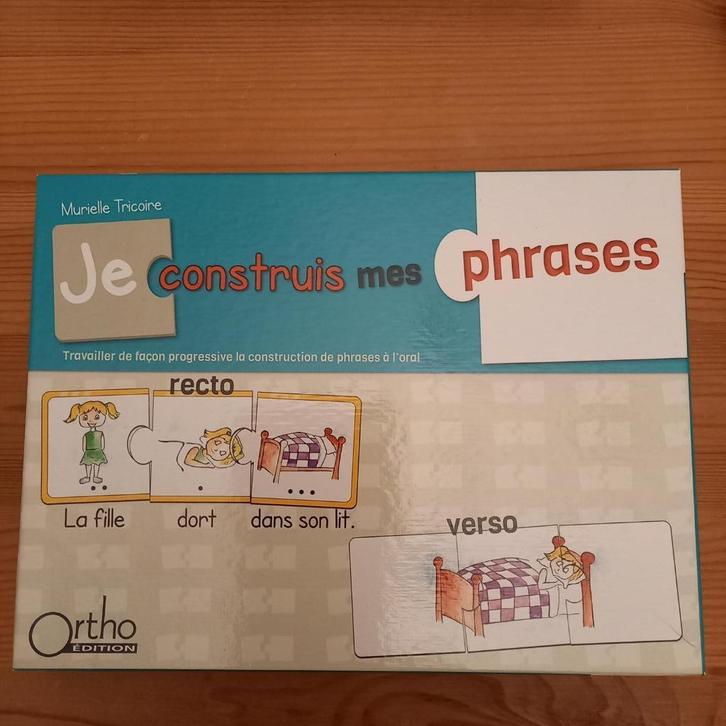 Murielle Tricoire
Je construis mes phrases
Travailler de façon progressive la construction de phrases à l'oral
recto
La fille dort dans son lit.
verso
Ortho
ÉDITION